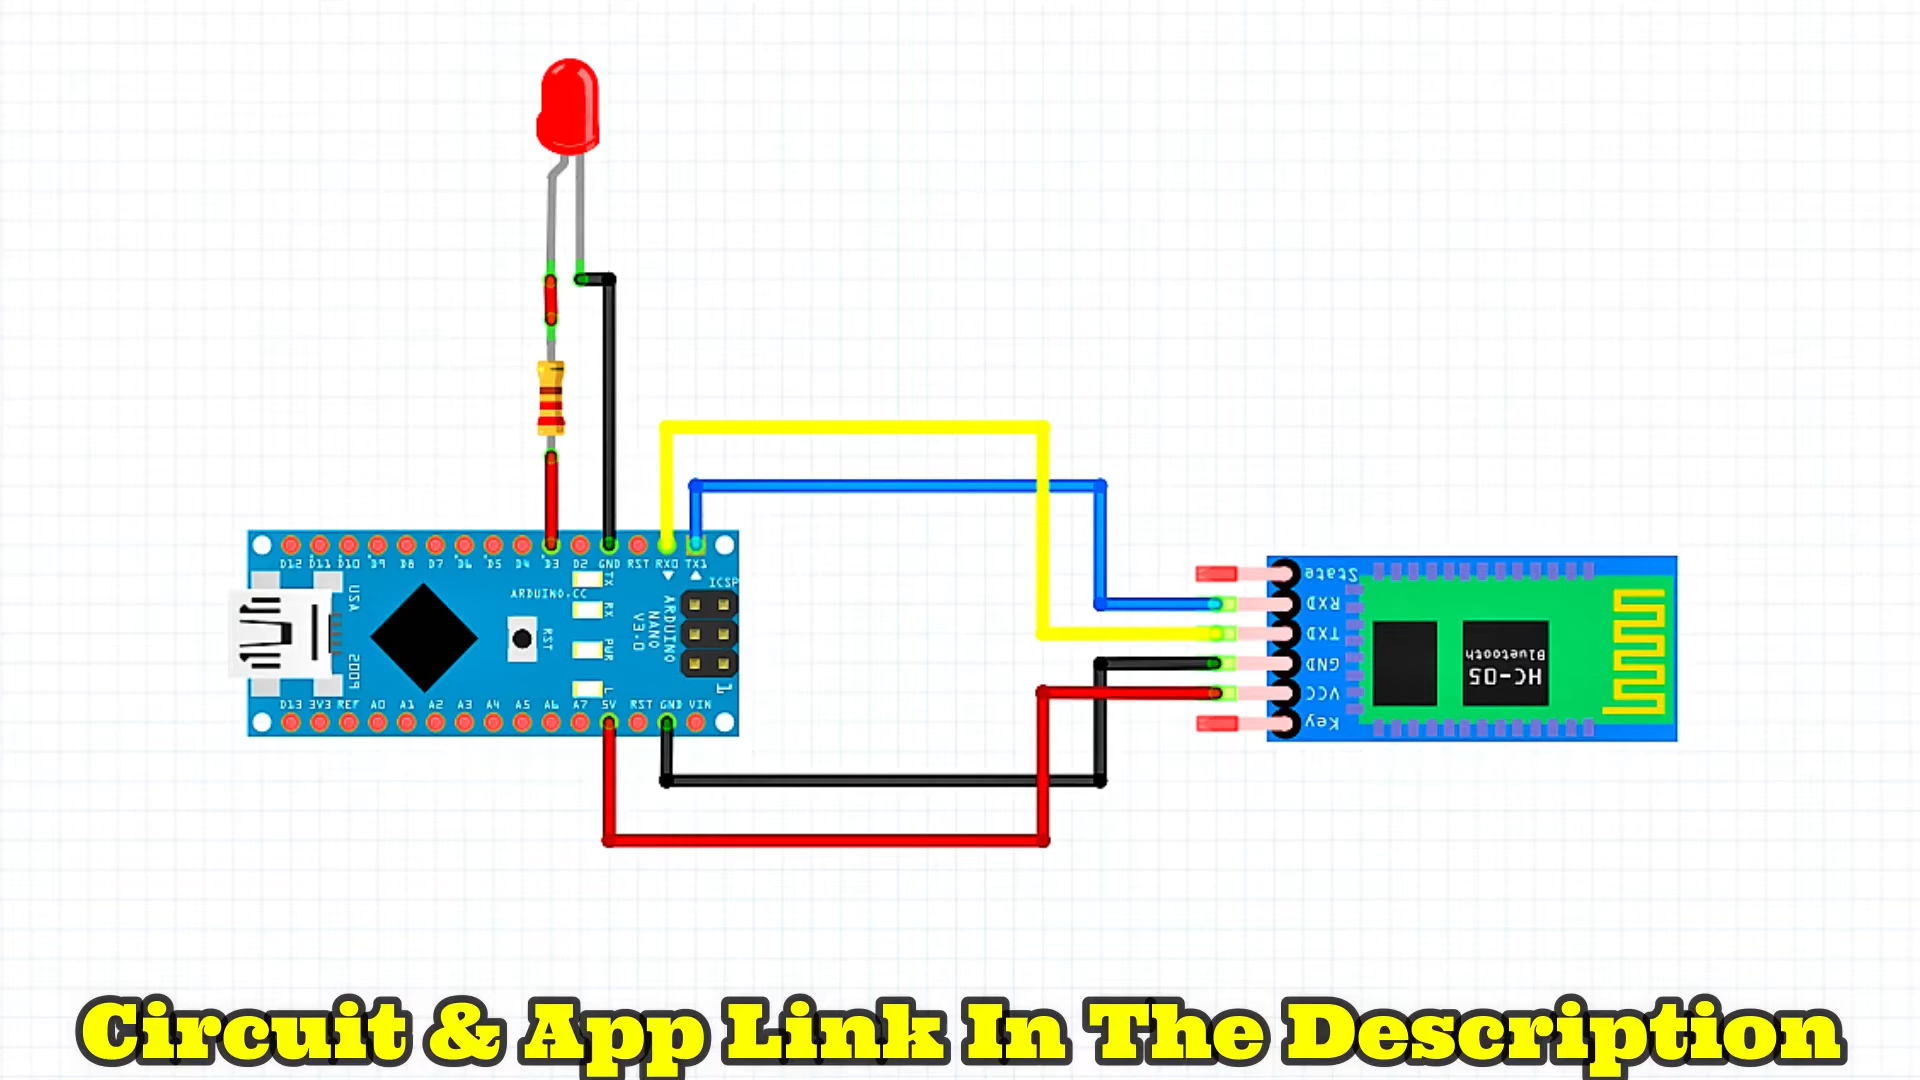 D12 D11 D10 D9 D8 D7 D6 D5 D4 D3 D2 GND RST RX0 TX1
ICSP
ARDUINO.CC
TX
RX
PWR
L
RST
USA
ARDUINO
NANO
V3.0
1
D13 3V3 REF A0 A1 A2 A3 A4 A5 A6 A7 5V RST GND VIN
State
RXD
TXD
GND
VCC
Key
HC-05
Bluetooth
Circuit & App Link In The Description